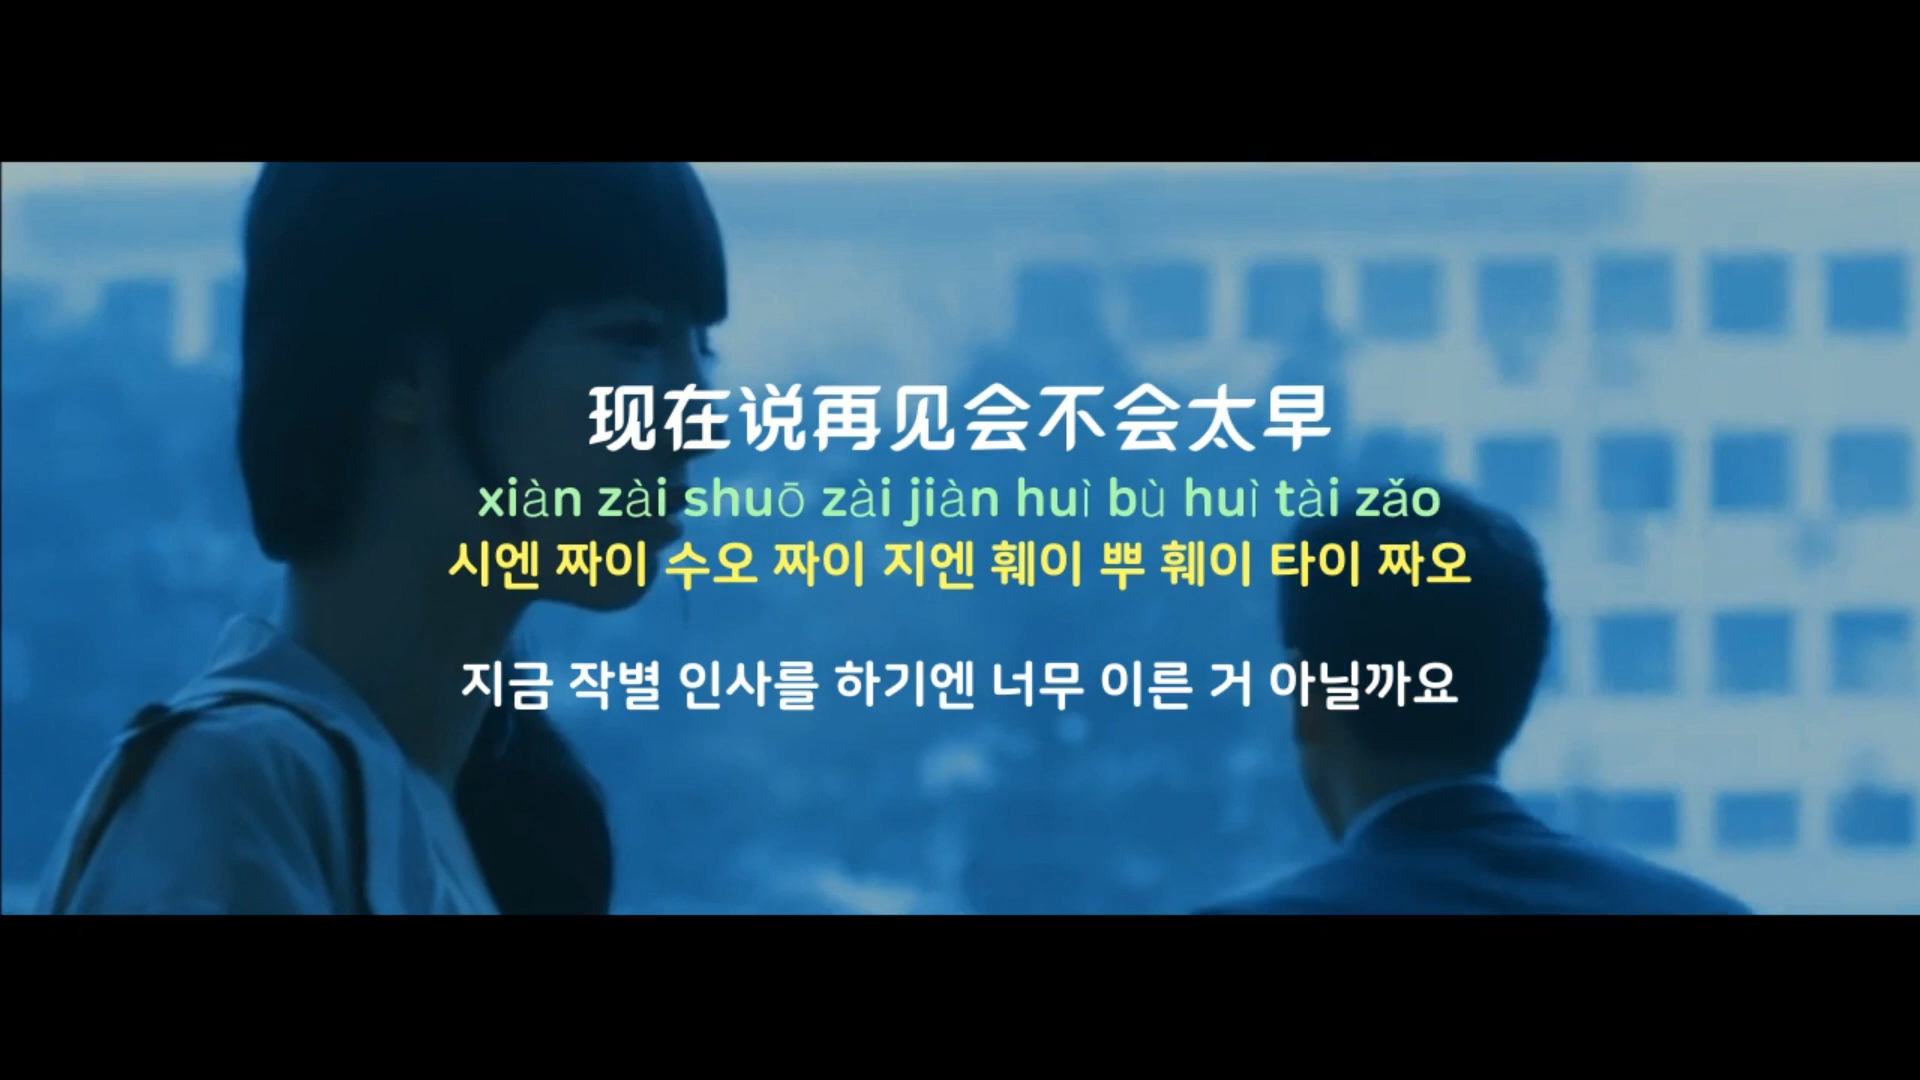 现在说再见会不会太早
xiàn zài shuō zài jiàn huì bù huì tài zǎo
시엔 짜이 수오 짜이 지엔 훼이 뿌 훼이 타이 짜오
지금 작별 인사를 하기엔 너무 이른 거 아닐까요